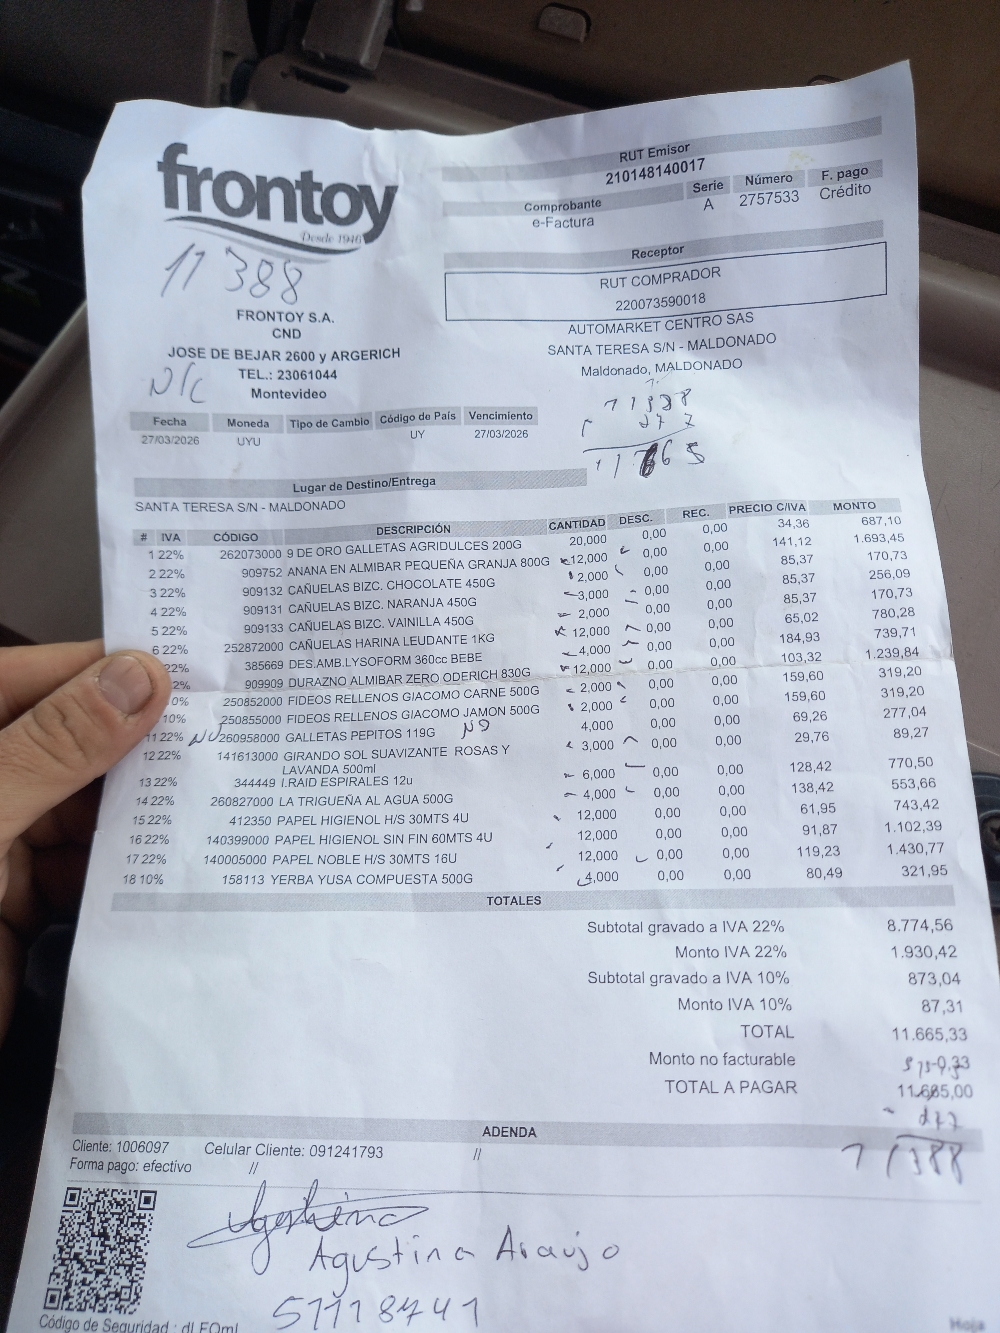 frontoy
Desde 1946
11 388
FRONTOY S.A.
CND
JOSE DE BEJAR 2600 y ARGERICH
TEL.: 23061044
Montevideo
N/C
RUT Emisor
210148140017
Comprobante Serie Número F. pago
e-Factura A 2757533 Crédito
Receptor
RUT COMPRADOR
220073590018
AUTOMARKET CENTRO SAS
SANTA TERESA S/N - MALDONADO
Maldonado, MALDONADO
11388
277
11665
Fecha Moneda Tipo de Cambio Código de País Vencimiento
27/03/2026 UYU UY 27/03/2026
Lugar de Destino/Entrega
SANTA TERESA S/N - MALDONADO
# IVA CÓDIGO DESCRIPCIÓN CANTIDAD DESC. REC. PRECIO C/IVA MONTO
1 22% 262073000 9 DE ORO GALLETAS AGRIDULCES 200G 20,000 0,00 0,00 34,36 687,10
2 22% 909752 ANANA EN ALMIBAR PEQUEÑA GRANJA 800G 12,000 0,00 0,00 141,12 1.693,45
3 22% 909132 CAÑUELAS BIZC. CHOCOLATE 450G 2,000 0,00 0,00 85,37 170,73
4 22% 909131 CAÑUELAS BIZC. NARANJA 450G 3,000 0,00 0,00 85,37 256,09
5 22% 909133 CAÑUELAS BIZC. VAINILLA 450G 2,000 0,00 0,00 85,37 170,73
6 22% 252872000 CAÑUELAS HARINA LEUDANTE 1KG 12,000 0,00 0,00 65,02 780,28
22% 385669 DES.AMB.LYSOFORM 360cc BEBE 4,000 0,00 0,00 184,93 739,71
2% 909909 DURAZNO ALMIBAR ZERO ODERICH 830G 12,000 0,00 0,00 103,32 1.239,84
0% 250852000 FIDEOS RELLENOS GIACOMO CARNE 500G 2,000 0,00 0,00 159,60 319,20
10% 250855000 FIDEOS RELLENOS GIACOMO JAMON 500G 2,000 0,00 0,00 159,60 319,20
11 22% NO 260958000 GALLETAS PEPITOS 119G NO 4,000 0,00 0,00 69,26 277,04
12 22% 141613000 GIRANDO SOL SUAVIZANTE ROSAS Y 3,000 0,00 0,00 29,76 89,27
LAVANDA 500ml
13 22% 344449 I.RAID ESPIRALES 12u 6,000 0,00 0,00 128,42 770,50
14 22% 260827000 LA TRIGUEÑA AL AGUA 500G 4,000 0,00 0,00 138,42 553,66
15 22% 412350 PAPEL HIGIENOL H/S 30MTS 4U 12,000 0,00 0,00 61,95 743,42
16 22% 140399000 PAPEL HIGIENOL SIN FIN 60MTS 4U 12,000 0,00 0,00 91,87 1.102,39
17 22% 140005000 PAPEL NOBLE H/S 30MTS 16U 12,000 0,00 0,00 119,23 1.430,77
18 10% 158113 YERBA YUSA COMPUESTA 500G 4,000 0,00 0,00 80,49 321,95
TOTALES
Subtotal gravado a IVA 22% 8.774,56
Monto IVA 22% 1.930,42
Subtotal gravado a IVA 10% 873,04
Monto IVA 10% 87,31
TOTAL 11.665,33
Monto no facturable -0,33
TOTAL A PAGAR 11.665,00
- 277
11388
ADENDA
Cliente: 1006097 Celular Cliente: 091241793 //
Forma pago: efectivo //
Agustina Araujo
51118741
Código de Seguridad :
Hoja